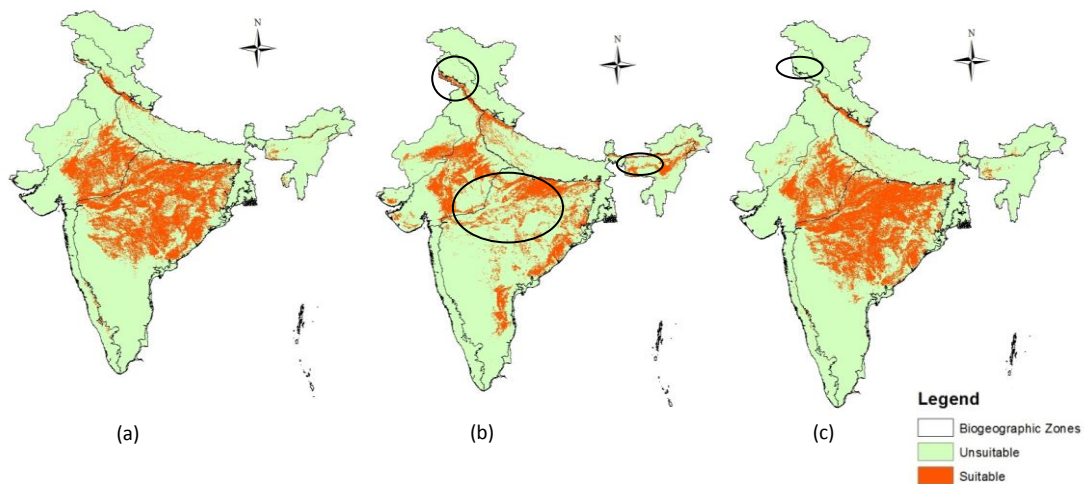 N
N
N
(a)
(b)
(c)
Legend
Biogeographic Zones
Unsuitable
Suitable